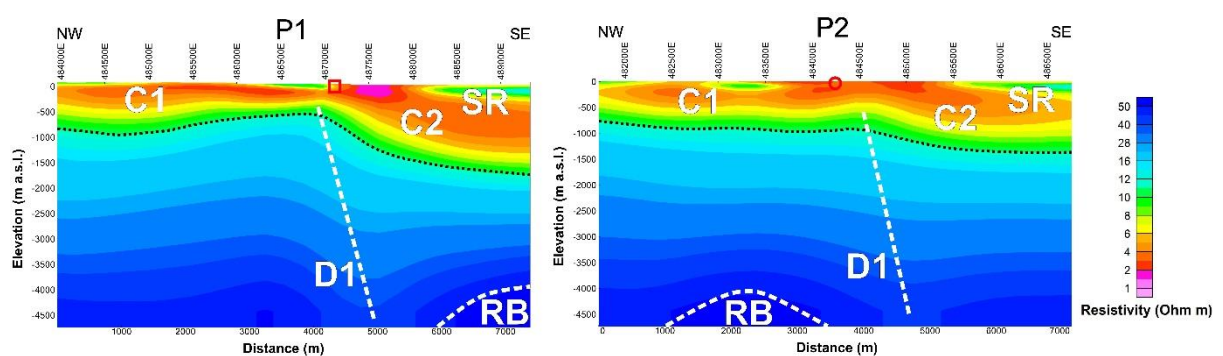 P1
NW SE
484000E 484500E 485000E 485500E 486000E 486500E 487000E 487500E 488000E 488500E 489000E
0
-500
-1000
-1500
-2000
-2500
-3000
-3500
-4000
-4500
Elevation (m a.s.l.)
C1
C2
SR
D1
RB
1000 2000 3000 4000 5000 6000 7000
Distance (m)
P2
NW SE
482000E 482500E 483000E 483500E 484000E 484500E 485000E 485500E 486000E 486500E
0
-500
-1000
-1500
-2000
-2500
-3000
-3500
-4000
-4500
Elevation (m a.s.l.)
C1
C2
SR
D1
RB
0 1000 2000 3000 4000 5000 6000 7000
Distance (m)
50
40
28
16
12
10
8
6
4
2
1
Resistivity (Ohm m)